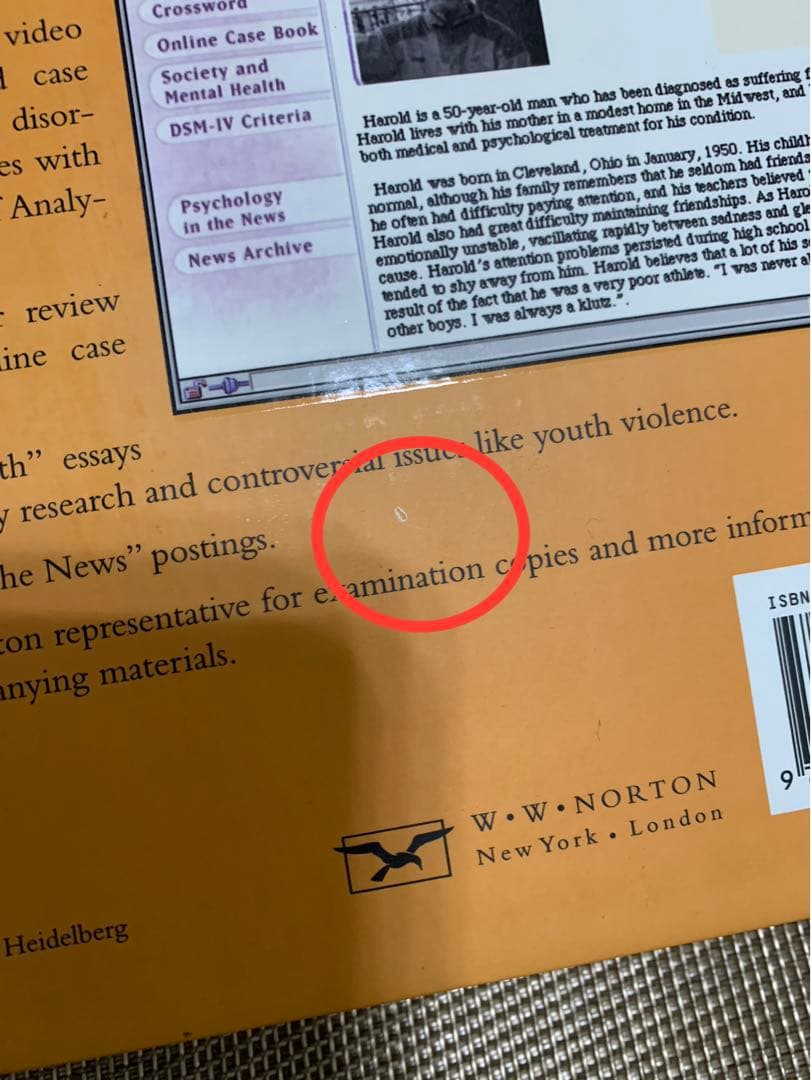 Crossword
video
Online Case Book
case
Society and
Mental Health
disor-
DSM-IV Criteria
es with
Analy-
Psychology
in the News
News Archive
Harold is a 50-year-old man who has been diagnosed as suffering
Harold lives with his mother in a modest home in the Midwest, and
both medical and psychological treatment for his condition.
Harold was born in Cleveland, Ohio in January, 1950. His childh
normal, although his family remembers that he seldom had friends
he often had difficulty paying attention, and his teachers believed
Harold also had great difficulty maintaining friendships. As Har
emotionally unstable, vacillating rapidly between sadness and gle
cause. Harold's attention problems persisted during high school
tended to shy away from him. Harold believes that a lot of his s
result of the fact that he was a very poor athlete. "I was never a
other boys. I was always a klutz.".
r review
line case
th” essays
y research and controversial issues like youth violence.
he News” postings.
ton representative for examination copies and more inform
anying materials.
ISBN
9
W•W•NORTON
New York • London
Heidelberg